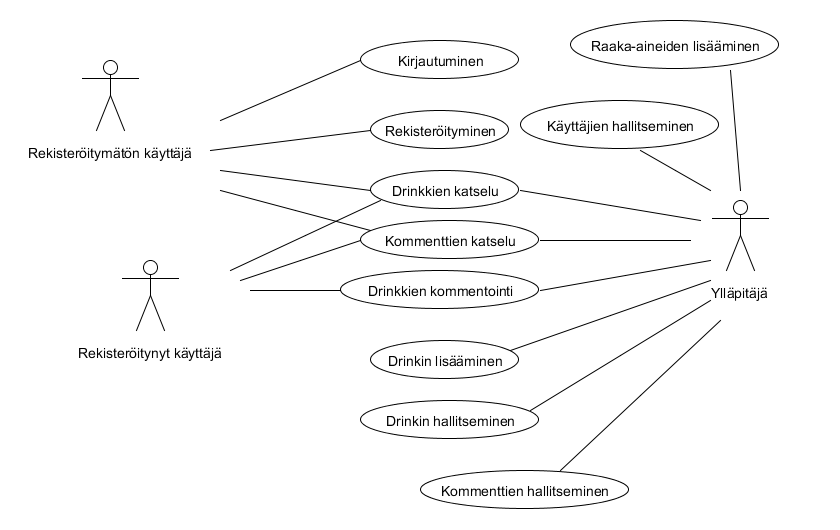 Raaka-aineiden lisääminen
Kirjautuminen
Käyttäjien hallitseminen
Rekisteröityminen
Rekisteröitymätön käyttäjä
Drinkkien katselu
Kommenttien katselu
Drinkkien kommentointi
Ylläpitäjä
Rekisteröitynyt käyttäjä
Drinkin lisääminen
Drinkin hallitseminen
Kommenttien hallitseminen